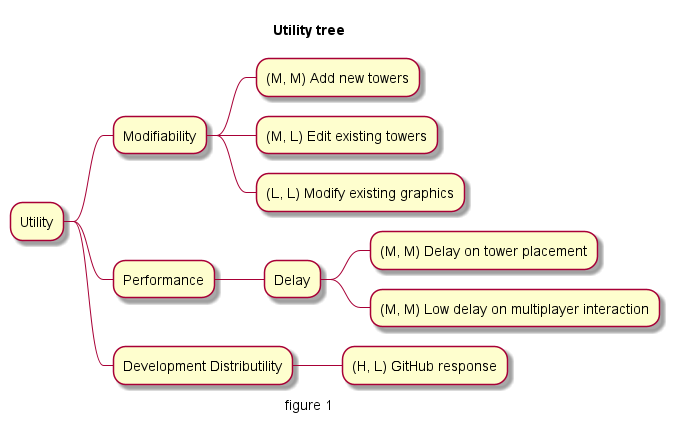 Utility tree
(M, M) Add new towers
Modifiability
(M, L) Edit existing towers
(L, L) Modify existing graphics
Utility
(M, M) Delay on tower placement
Performance
Delay
(M, M) Low delay on multiplayer interaction
Development Distributility
(H, L) GitHub response
figure 1